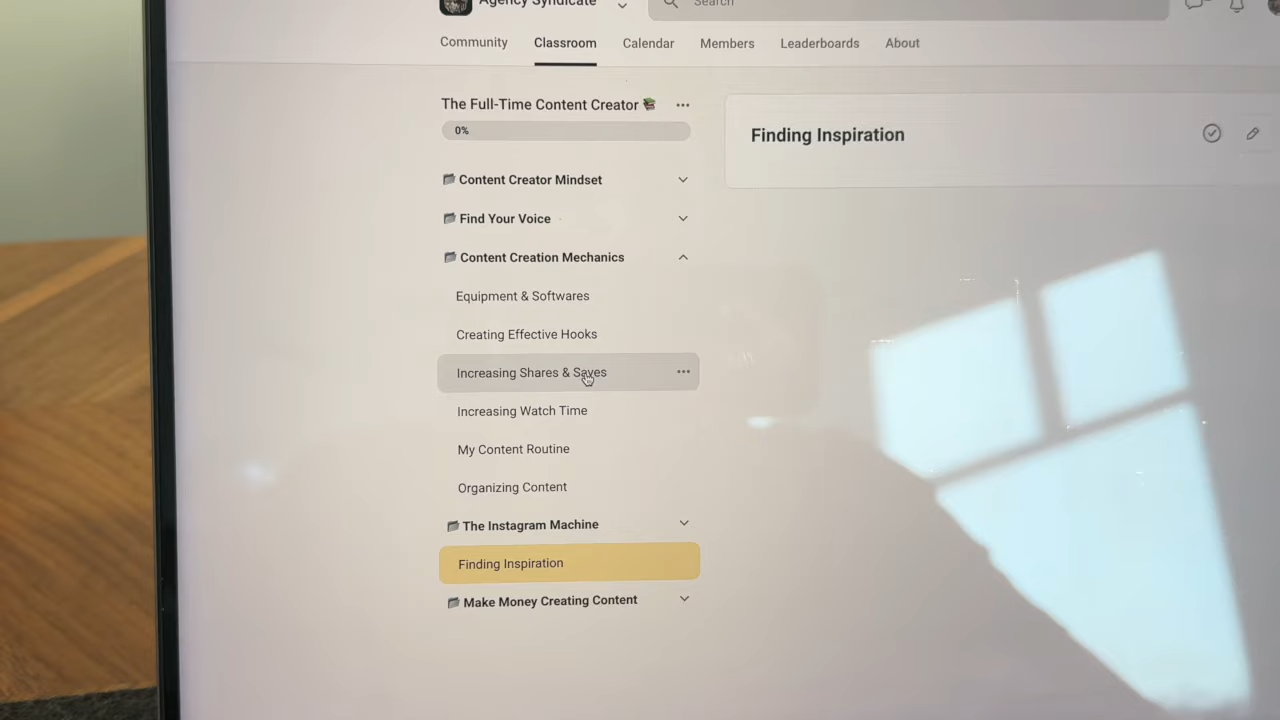 Agency Syndicate
Search
Community Classroom Calendar Members Leaderboards About
The Full-Time Content Creator
0%
Finding Inspiration
Content Creator Mindset
Find Your Voice
Content Creation Mechanics
Equipment & Softwares
Creating Effective Hooks
Increasing Shares & Saves
Increasing Watch Time
My Content Routine
Organizing Content
The Instagram Machine
Finding Inspiration
Make Money Creating Content